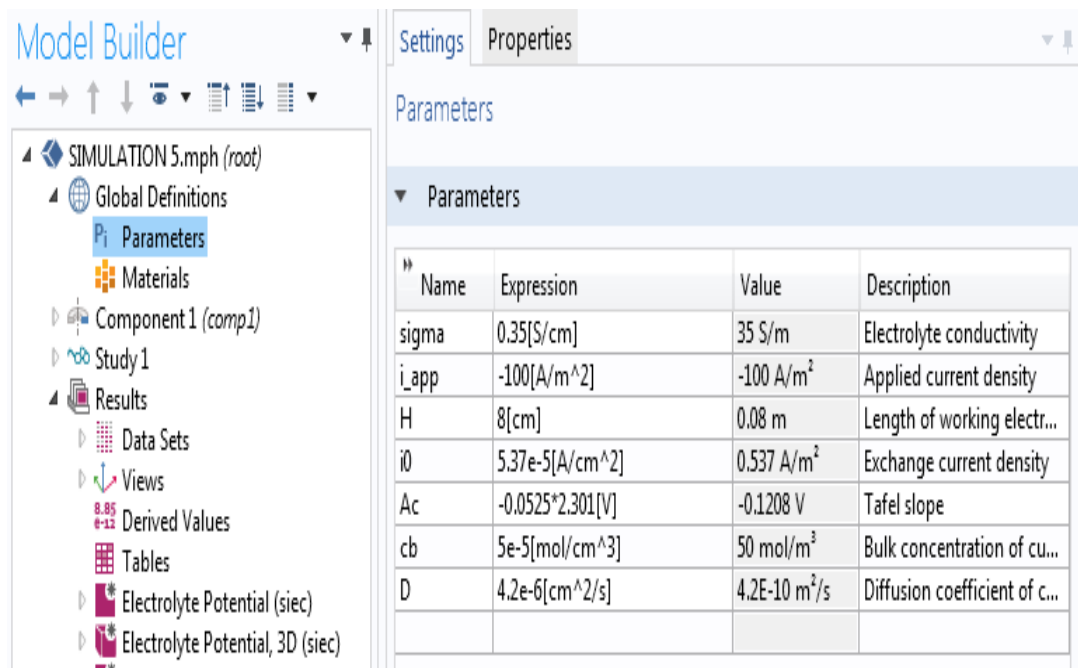 Model Builder
SIMULATION 5.mph (root)
Global Definitions
Pi Parameters
Materials
Component 1 (comp1)
Study 1
Results
Data Sets
Views
8.85
e-12 Derived Values
Tables
Electrolyte Potential (siec)
Electrolyte Potential, 3D (siec)
Settings Properties
Parameters
Parameters
Name Expression Value Description
sigma 0.35[S/cm] 35 S/m Electrolyte conductivity
i_app -100[A/m^2] -100 A/m² Applied current density
H 8[cm] 0.08 m Length of working electr...
i0 5.37e-5[A/cm^2] 0.537 A/m² Exchange current density
Ac -0.0525*2.301[V] -0.1208 V Tafel slope
cb 5e-5[mol/cm^3] 50 mol/m³ Bulk concentration of cu...
D 4.2e-6[cm^2/s] 4.2E-10 m²/s Diffusion coefficient of c...